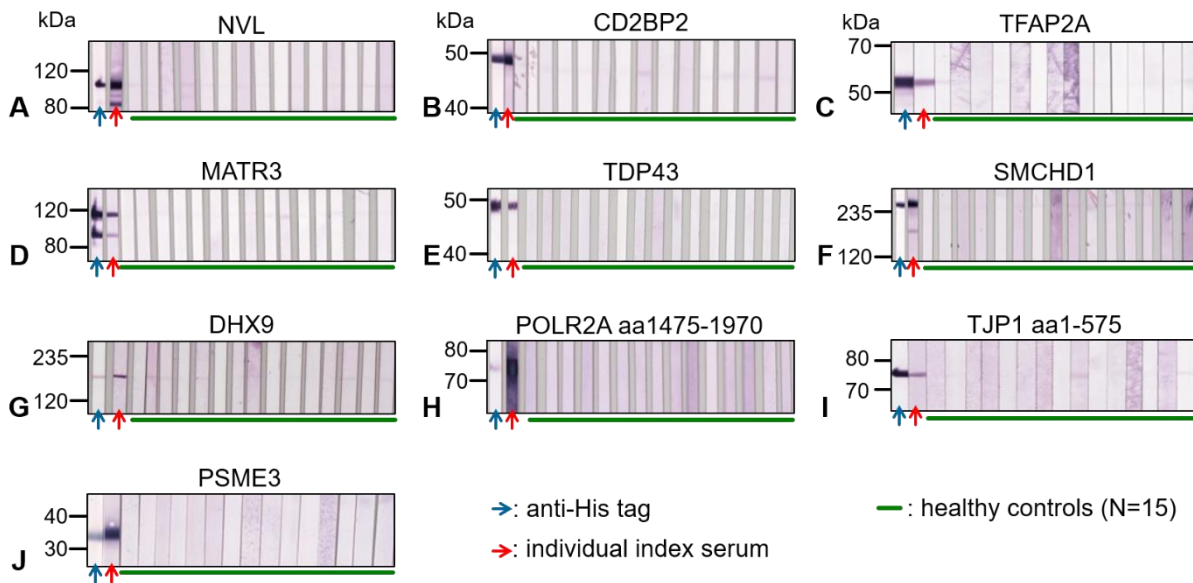 kDa NVL
120
80
A
CD2BP2
50
40
B
kDa kDa TFAP2A
70
50
C
MATR3
120
80
D
TDP43
50
40
E
SMCHD1
235
120
F
DHX9
235
120
G
POLR2A aa1475-1970
80
70
H
TJP1 aa1-575
80
70
I
PSME3
40
30
J
: anti-His tag
: individual index serum
: healthy controls (N=15)